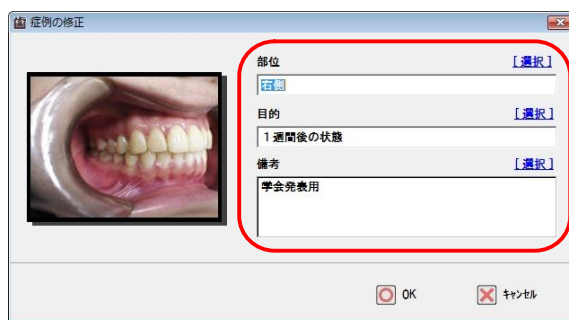 症例の修正
部位 [選択]
右側
目的 [選択]
1週間後の状態
備考 [選択]
学会発表用
OK キャンセル